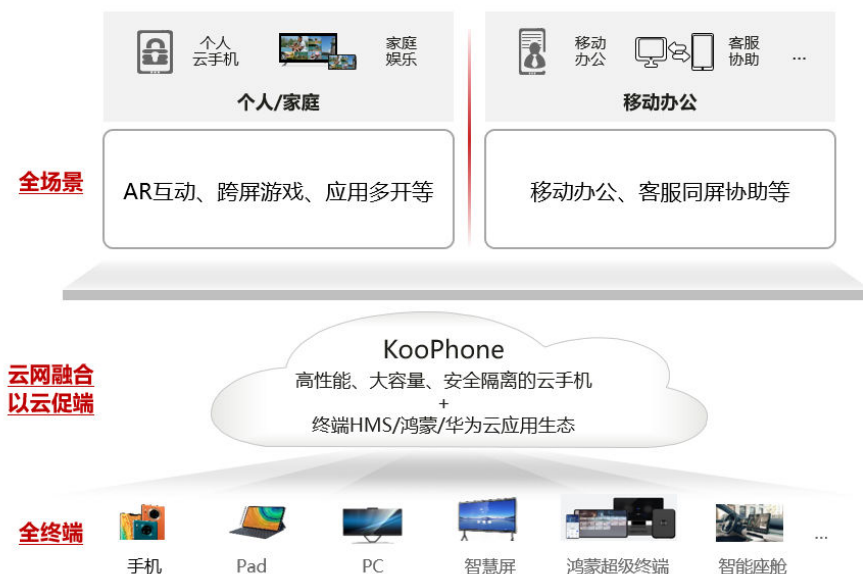 个人
云手机
家庭
娱乐
移动
办公
客服
协助
...
个人/家庭
移动办公
全场景
AR互动、跨屏游戏、应用多开等
移动办公、客服同屏协助等
云网融合
以云促端
KooPhone
高性能、大容量、安全隔离的云手机
+
终端HMS/鸿蒙/华为云应用生态
全终端
...
手机
Pad
PC
智慧屏
鸿蒙超级终端
智能座舱